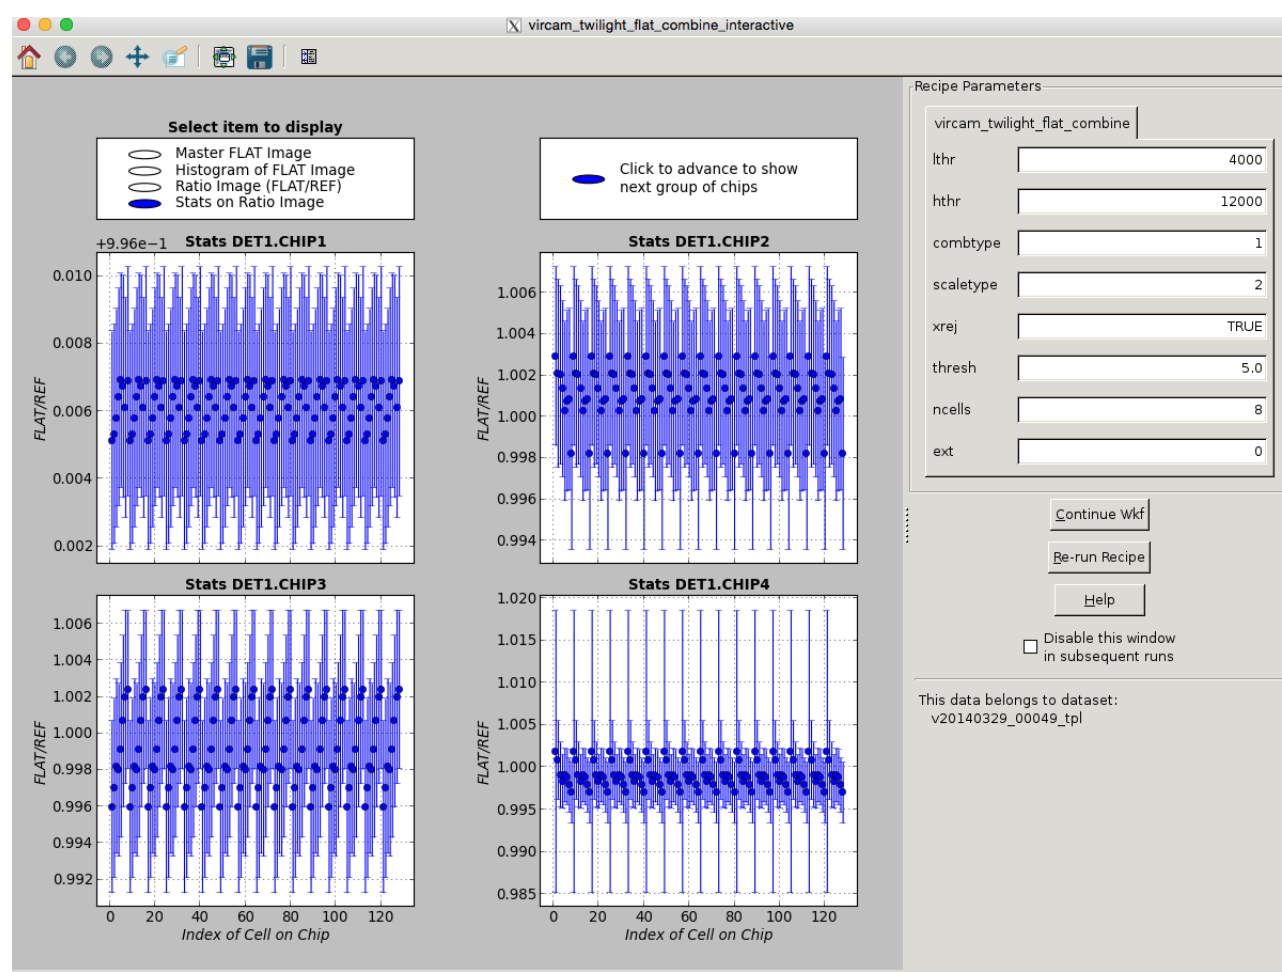 vircam_twilight_flat_combine_interactive
Select item to display
Master FLAT Image
Histogram of FLAT Image
Ratio Image (FLAT/REF)
Stats on Ratio Image
Click to advance to show
next group of chips
+9.96e−1 Stats DET1.CHIP1
0.010
0.008
0.006
0.004
0.002
FLAT/REF
Stats DET1.CHIP2
1.006
1.004
1.002
1.000
0.998
0.996
0.994
FLAT/REF
Stats DET1.CHIP3
1.006
1.004
1.002
1.000
0.998
0.996
0.994
0.992
FLAT/REF
0 20 40 60 80 100 120
Index of Cell on Chip
Stats DET1.CHIP4
1.020
1.015
1.010
1.005
1.000
0.995
0.990
0.985
FLAT/REF
0 20 40 60 80 100 120
Index of Cell on Chip
Recipe Parameters
vircam_twilight_flat_combine
lthr 4000
hthr 12000
combtype 1
scaletype 2
xrej TRUE
thresh 5.0
ncells 8
ext 0
Continue Wkf
Re-run Recipe
Help
Disable this window
in subsequent runs
This data belongs to dataset:
v20140329_00049_tpl